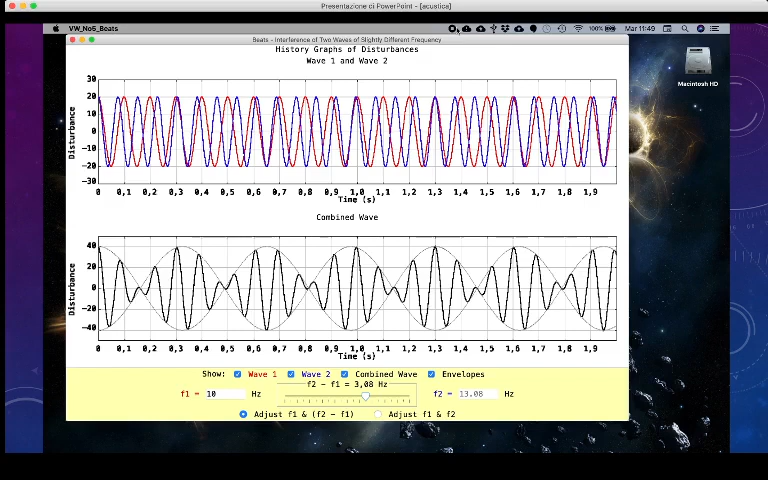 Presentazione di PowerPoint - [acustica]
VW_No6_Beats
100%
Mar 11:49
Beats - Interference of Two Waves of Slightly Different Frequency
History Graphs of Disturbances
Wave 1 and Wave 2
Macintosh HD
Disturbance
30
20
10
0
-10
-20
-30
0 0,1 0,2 0,3 0,4 0,5 0,6 0,7 0,8 0,9 1,0 1,1 1,2 1,3 1,4 1,5 1,6 1,7 1,8 1,9
Time (s)
Combined Wave
Disturbance
40
20
0
-20
-40
0 0,1 0,2 0,3 0,4 0,5 0,6 0,7 0,8 0,9 1,0 1,1 1,2 1,3 1,4 1,5 1,6 1,7 1,8 1,9
Time (s)
Show: Wave 1 Wave 2 Combined Wave Envelopes
f2 - f1 = 3,08 Hz
f1 = 10 Hz
f2 = 13.08 Hz
Adjust f1 & (f2 - f1) Adjust f1 & f2